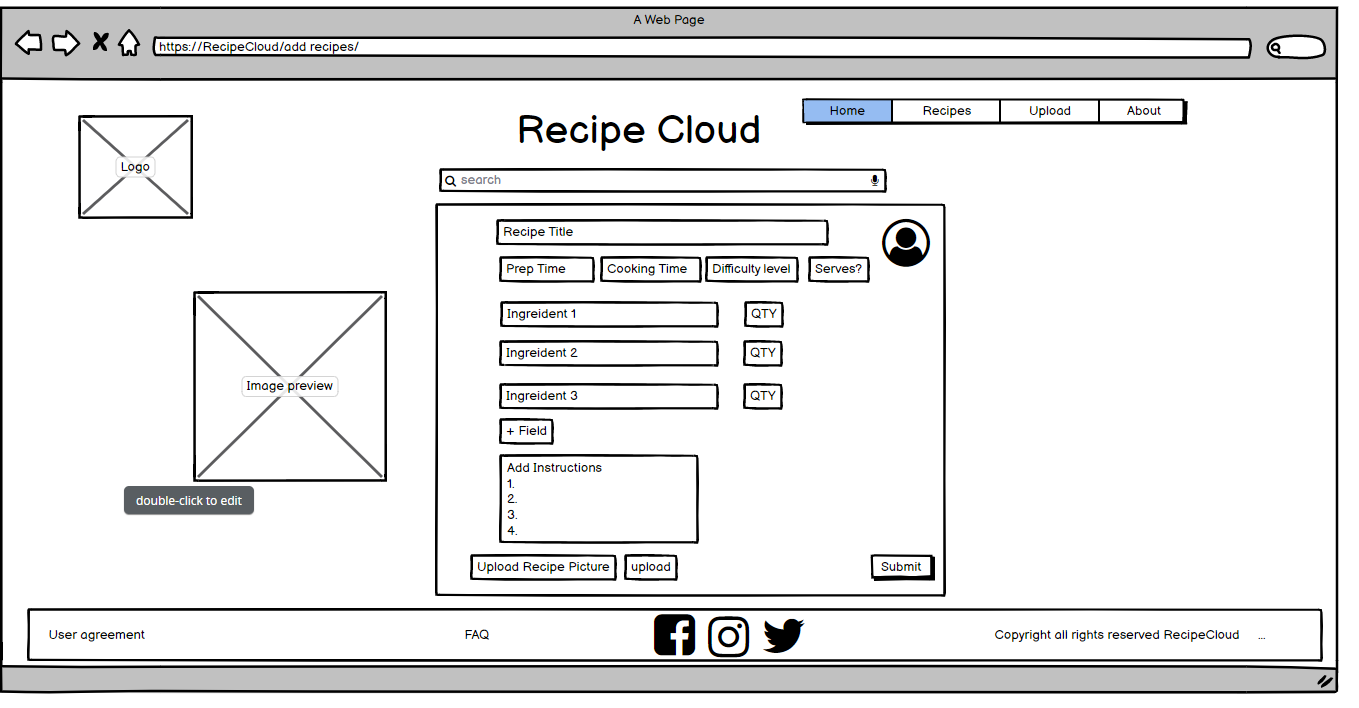 A Web Page
https://RecipeCloud/add recipes/
Home Recipes Upload About
Recipe Cloud
Logo
search
Recipe Title
Prep Time Cooking Time Difficulty level Serves?
Ingreident 1 QTY
Ingreident 2 QTY
Image preview
Ingreident 3 QTY
+ Field
Add Instructions
1.
2.
3.
4.
double-click to edit
Upload Recipe Picture upload Submit
User agreement FAQ Copyright all rights reserved RecipeCloud ...